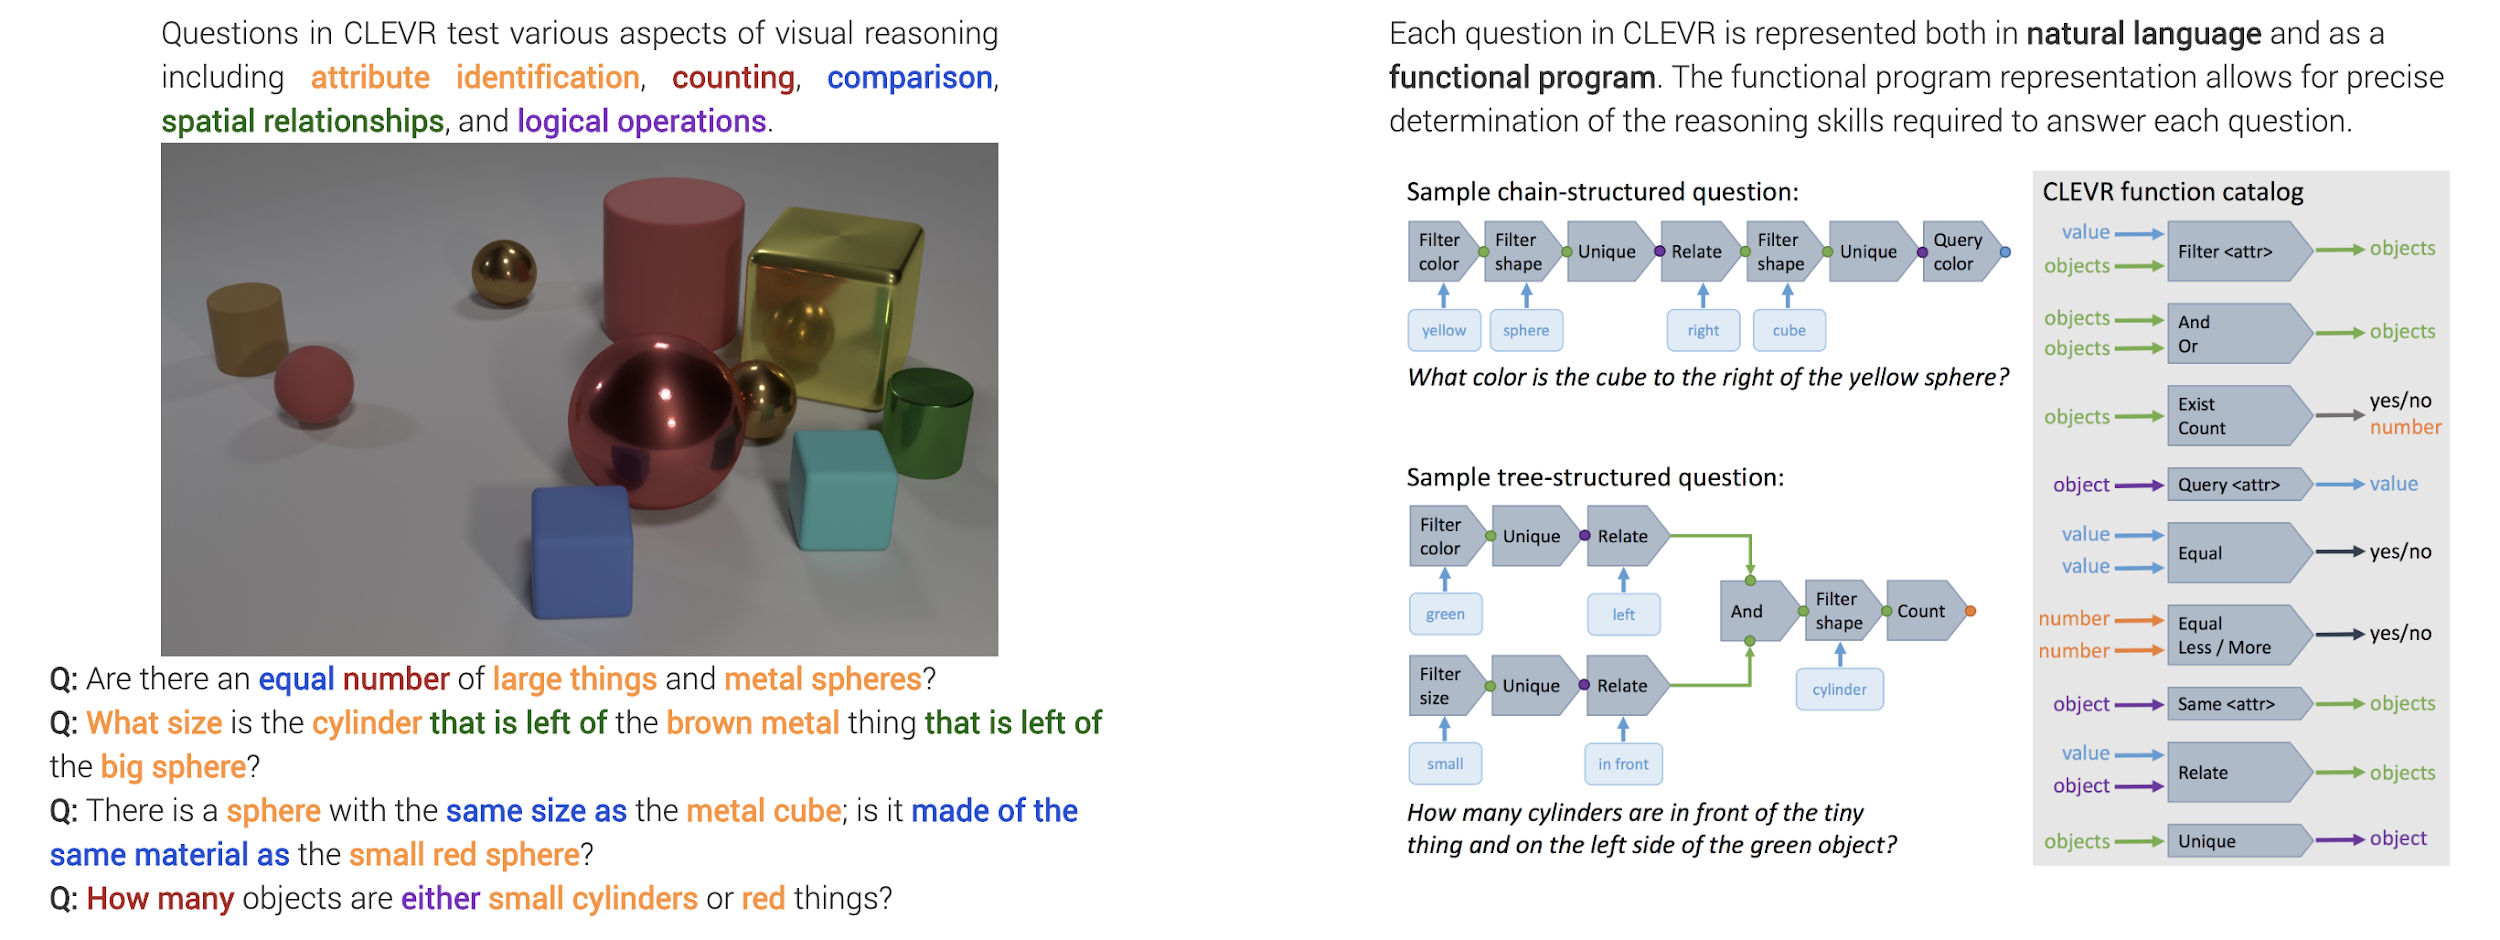 Questions in CLEVR test various aspects of visual reasoning
including attribute identification, counting, comparison,
spatial relationships, and logical operations.
Q: Are there an equal number of large things and metal spheres?
Q: What size is the cylinder that is left of the brown metal thing that is left of
the big sphere?
Q: There is a sphere with the same size as the metal cube; is it made of the
same material as the small red sphere?
Q: How many objects are either small cylinders or red things?
Each question in CLEVR is represented both in natural language and as a
functional program. The functional program representation allows for precise
determination of the reasoning skills required to answer each question.
Sample chain-structured question:
Filter color
Filter shape
Unique
Relate
Filter shape
Unique
Query color
yellow
sphere
right
cube
What color is the cube to the right of the yellow sphere?
Sample tree-structured question:
Filter color
Unique
Relate
green
left
And
Filter shape
Count
cylinder
Filter size
Unique
Relate
small
in front
How many cylinders are in front of the tiny
thing and on the left side of the green object?
CLEVR function catalog
value
objects
Filter <attr>
objects
objects
objects
And
Or
objects
objects
Exist
Count
yes/no
number
object
Query <attr>
value
value
value
Equal
yes/no
number
number
Equal
Less / More
yes/no
object
Same <attr>
objects
value
object
Relate
objects
objects
Unique
object